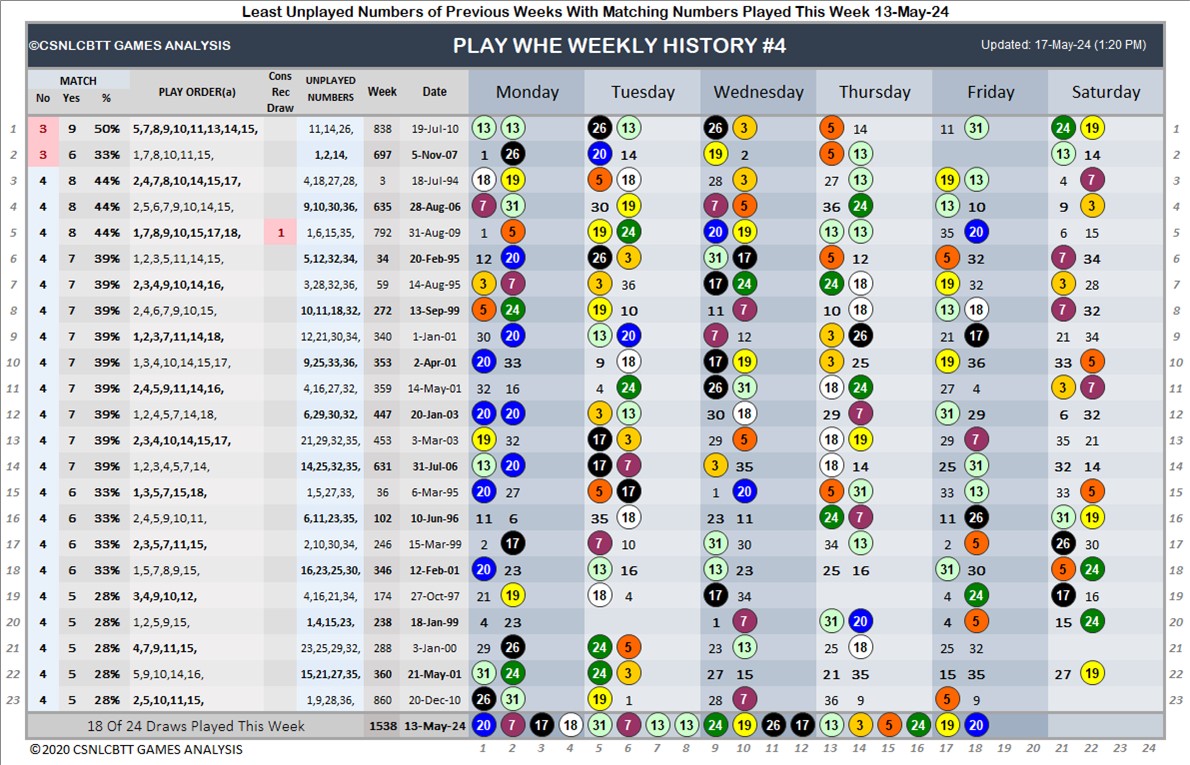 Least Unplayed Numbers of Previous Weeks With Matching Numbers Played This Week 13-May-24
©CSNLCBTT GAMES ANALYSIS PLAY WHE WEEKLY HISTORY #4 Updated: 17-May-24 (1:20 PM)
MATCH No Yes % PLAY ORDER(a) Cons Rec Draw UNPLAYED NUMBERS Week Date Monday Tuesday Wednesday Thursday Friday Saturday
1 3 9 50% 5,7,8,9,10,11,13,14,15, 11,14,26, 838 19-Jul-10 13 13 26 13 26 3 5 14 11 31 24 19 1
2 3 6 33% 1,7,8,10,11,15, 1,2,14, 697 5-Nov-07 1 26 20 14 19 2 5 13 13 14 2
3 4 8 44% 2,4,7,8,10,14,15,17, 4,18,27,28, 3 18-Jul-94 18 19 5 18 28 3 27 13 19 13 4 7 3
4 4 8 44% 2,5,6,7,9,10,14,15, 9,10,30,36, 635 28-Aug-06 7 31 30 19 7 5 36 24 13 10 9 3 4
5 4 8 44% 1,7,8,9,10,15,17,18, 1 1,6,15,35, 792 31-Aug-09 1 5 19 24 20 19 13 13 35 20 6 15 5
6 4 7 39% 1,2,3,5,11,14,15, 5,12,32,34, 34 20-Feb-95 12 20 26 3 31 17 5 12 5 32 7 34 6
7 4 7 39% 2,3,4,9,10,14,16, 3,28,32,36, 59 14-Aug-95 3 7 3 36 17 24 24 18 19 32 3 28 7
8 4 7 39% 2,4,6,7,9,10,15, 10,11,18,32, 272 13-Sep-99 5 24 19 10 11 7 10 18 13 18 7 32 8
9 4 7 39% 1,2,3,7,11,14,18, 12,21,30,34, 340 1-Jan-01 30 20 13 20 7 12 3 26 21 17 21 34 9
10 4 7 39% 1,3,4,10,14,15,17, 9,25,33,36, 353 2-Apr-01 20 33 9 18 17 19 3 25 19 36 33 5 10
11 4 7 39% 2,4,5,9,11,14,16, 4,16,27,32, 359 14-May-01 32 16 4 24 26 31 18 24 27 4 3 7 11
12 4 7 39% 1,2,4,5,7,14,18, 6,29,30,32, 447 20-Jan-03 20 20 3 13 30 18 29 7 31 29 6 32 12
13 4 7 39% 2,3,4,10,14,15,17, 21,29,32,35, 453 3-Mar-03 19 32 17 3 29 5 18 19 29 7 35 21 13
14 4 7 39% 1,2,3,4,5,7,14, 14,25,32,35, 631 31-Jul-06 13 20 17 7 3 35 18 14 25 31 32 14 14
15 4 6 33% 1,3,5,7,15,18, 1,5,27,33, 36 6-Mar-95 20 27 5 17 1 20 5 31 33 13 33 5 15
16 4 6 33% 2,4,5,9,10,11, 6,11,23,35, 102 10-Jun-96 11 6 35 18 23 11 24 7 11 26 31 19 16
17 4 6 33% 2,3,5,7,11,15, 2,10,30,34, 246 15-Mar-99 2 17 7 10 31 30 34 13 2 5 26 30 17
18 4 6 33% 1,5,7,8,9,15, 16,23,25,30, 346 12-Feb-01 20 23 13 16 13 23 25 16 31 30 5 24 18
19 4 5 28% 3,4,9,10,12, 4,16,21,34, 174 27-Oct-97 21 19 18 4 17 34 4 24 17 16 19
20 4 5 28% 1,2,5,9,15, 1,4,15,23, 238 18-Jan-99 4 23 1 7 31 20 4 5 15 24 20
21 4 5 28% 4,7,9,11,15, 23,25,29,32, 288 3-Jan-00 29 26 24 5 23 13 25 18 25 32 21
22 4 5 28% 5,9,10,14,16, 15,21,27,35, 360 21-May-01 31 24 24 3 27 15 21 35 15 35 27 19 22
23 4 5 28% 2,5,10,11,15, 1,9,28,36, 860 20-Dec-10 26 31 19 1 28 7 36 9 5 9 23
18 Of 24 Draws Played This Week 1538 13-May-24 20 7 17 18 31 7 13 13 24 19 26 17 13 3 5 24 19 20
© 2020 CSNLCBTT GAMES ANALYSIS 1 2 3 4 5 6 7 8 9 10 11 12 13 14 15 16 17 18 19 20 21 22 23 24